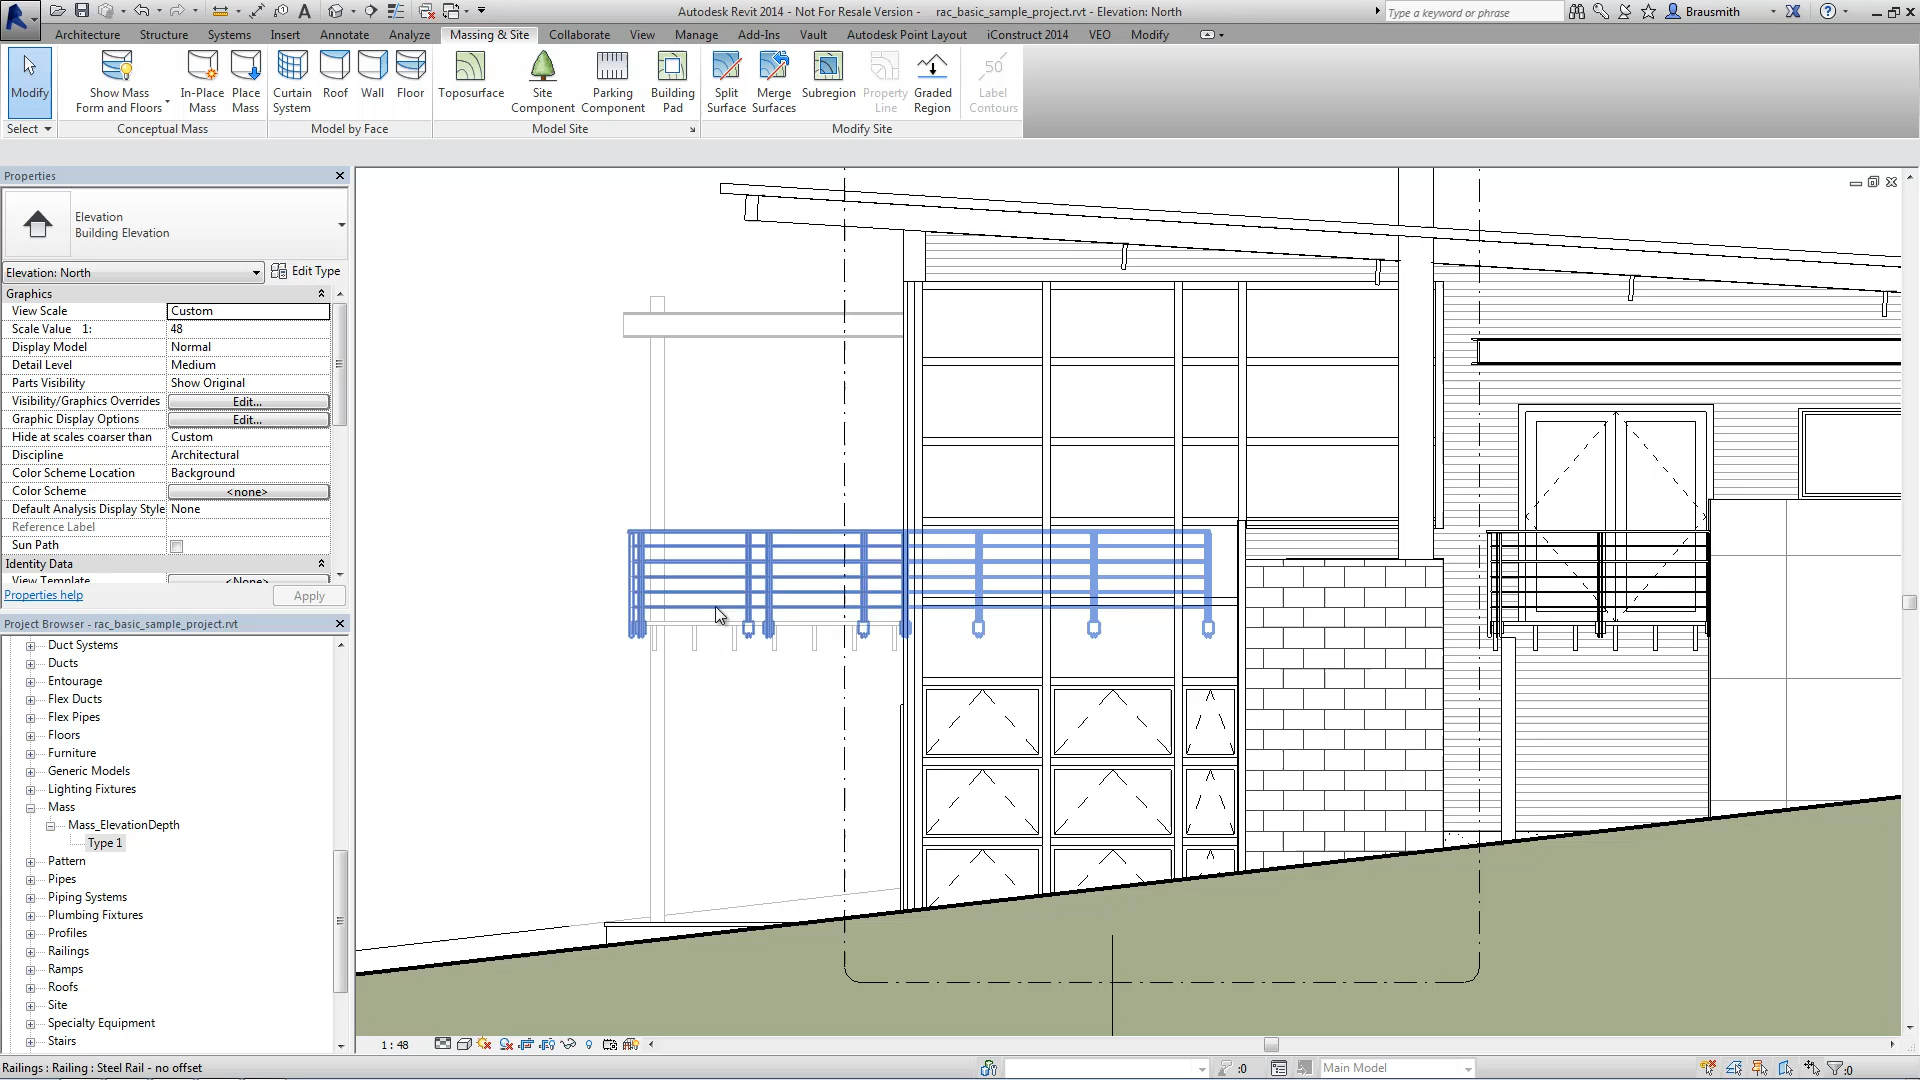 Autodesk Revit 2014 - Not For Resale Version - rac_basic_sample_project.rvt - Elevation: North
Type a keyword or phrase
Brausmith
Architecture Structure Systems Insert Annotate Analyze Massing & Site Collaborate View Manage Add-Ins Vault Autodesk Point Layout iConstruct 2014 VEO Modify
Modify
Show Mass Form and Floors
In-Place Mass
Place Mass
Curtain System
Roof
Wall
Floor
Toposurface
Site Component
Parking Component
Building Pad
Split Surface
Merge Surfaces
Subregion
Property Line
Graded Region
50
Label Contours
Select
Conceptual Mass
Model by Face
Model Site
Modify Site
Properties
Elevation
Building Elevation
Elevation: North
Edit Type
Graphics
View Scale Custom
Scale Value 1: 48
Display Model Normal
Detail Level Medium
Parts Visibility Show Original
Visibility/Graphics Overrides Edit...
Graphic Display Options Edit...
Hide at scales coarser than Custom
Discipline Architectural
Color Scheme Location Background
Color Scheme <none>
Default Analysis Display Style None
Reference Label
Sun Path
Identity Data
View Template <None>
Properties help
Apply
Project Browser - rac_basic_sample_project.rvt
Duct Systems
Ducts
Entourage
Flex Ducts
Flex Pipes
Floors
Furniture
Generic Models
Lighting Fixtures
Mass
Mass_ElevationDepth
Type 1
Pattern
Pipes
Piping Systems
Plumbing Fixtures
Profiles
Railings
Ramps
Roofs
Site
Specialty Equipment
Stairs
1 : 48
Railings : Railing : Steel Rail - no offset
:0
Main Model
:0